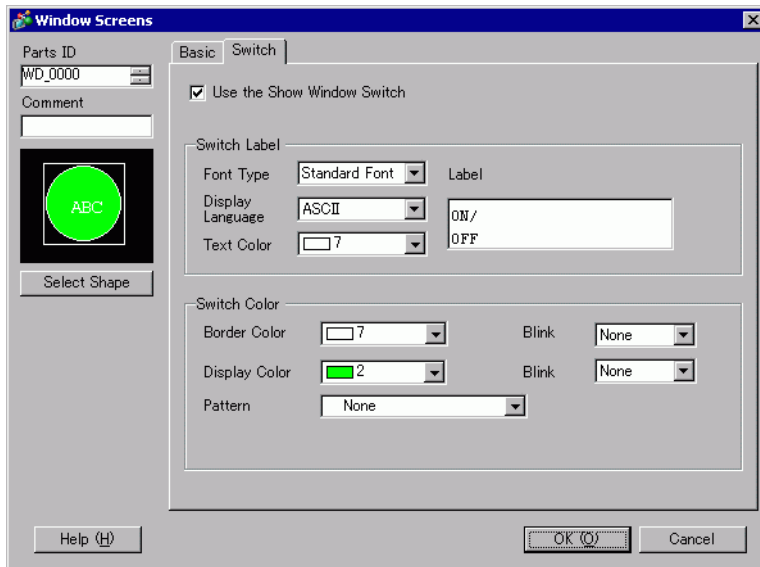 Window Screens
Parts ID
WD_0000
Comment
ABC
Select Shape
Basic
Switch
Use the Show Window Switch
Switch Label
Font Type
Standard Font
Label
Display
Language
ASCII
ON/
OFF
Text Color
7
Switch Color
Border Color
7
Blink
None
Display Color
2
Blink
None
Pattern
None
Help (H)
OK (O)
Cancel